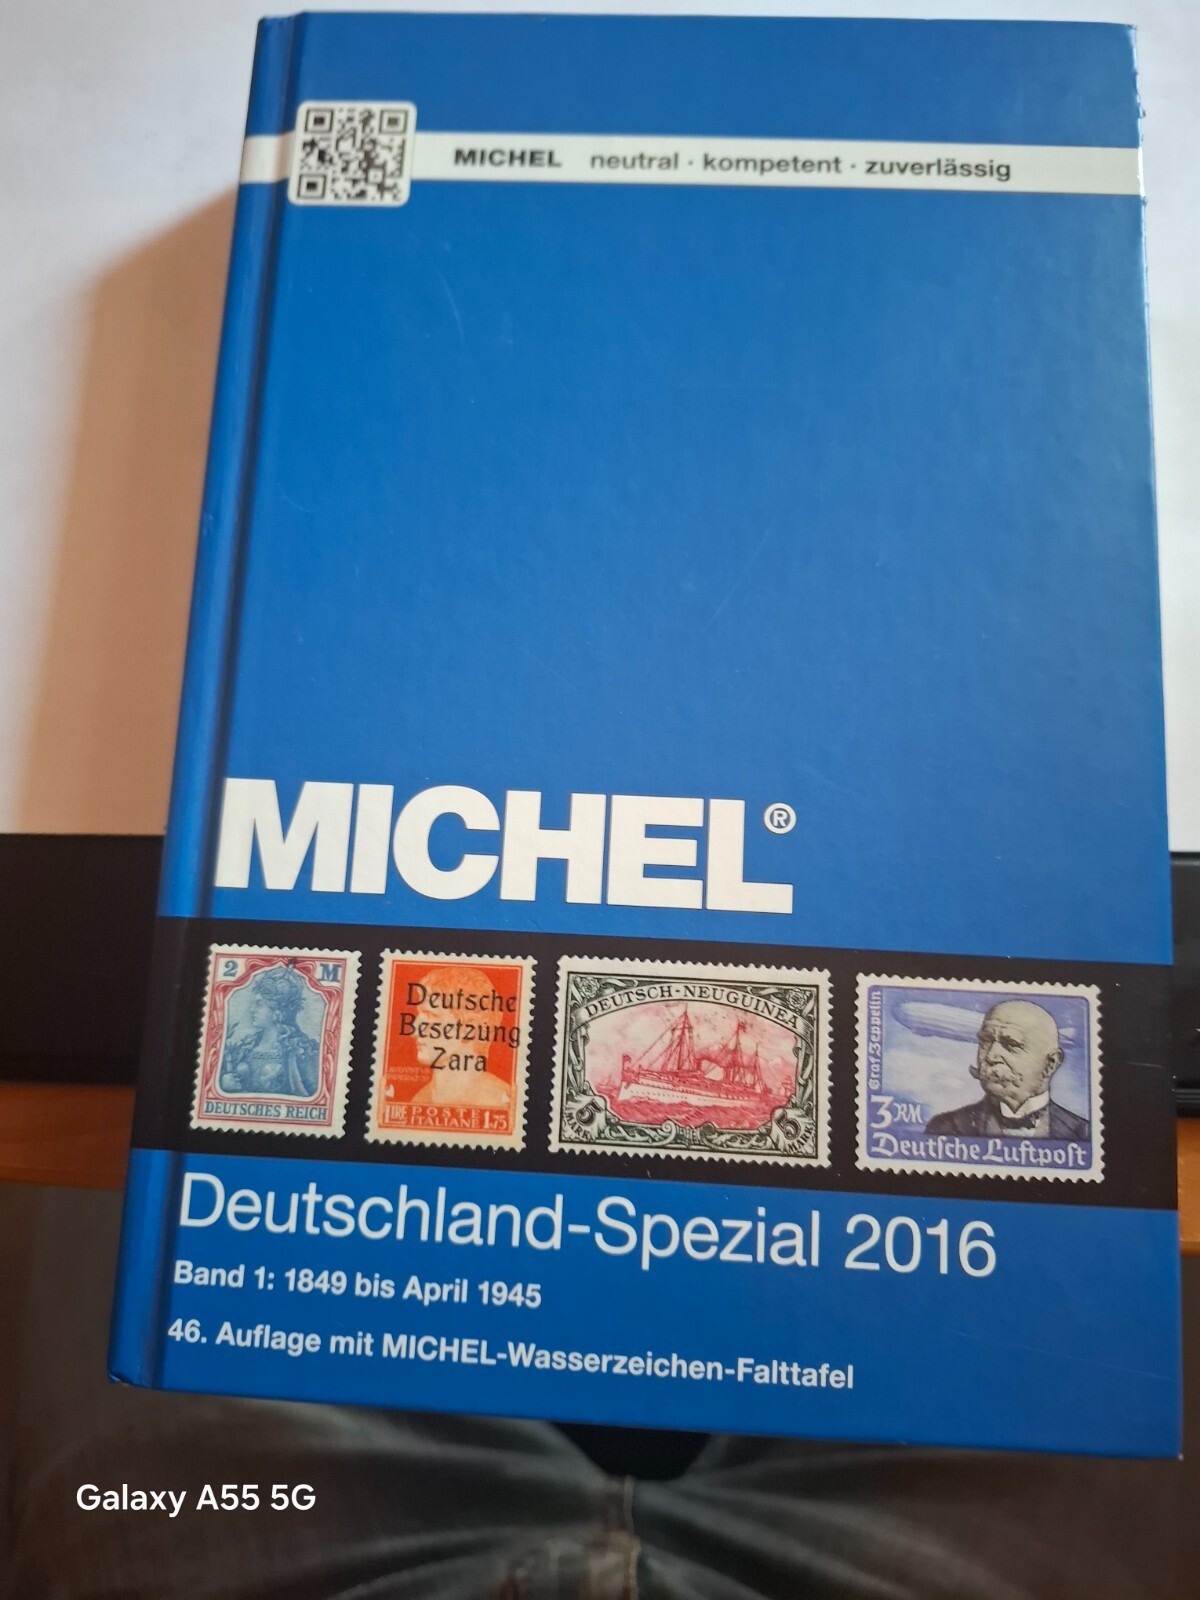 MICHEL neutral · kompetent · zuverlässig
MICHEL®
2 M
DEUTSCHES REICH
Deutsche
Besetzung
Zara
LIRE POSTE ITALIANE 1.75
DEUTSCH-NEUGUINEA
5 MARK 5 MARK
Graf Zeppelin
3 RM
Deutsche Luftpost
Deutschland-Spezial 2016
Band 1: 1849 bis April 1945
46. Auflage mit MICHEL-Wasserzeichen-Falttafel
Galaxy A55 5G